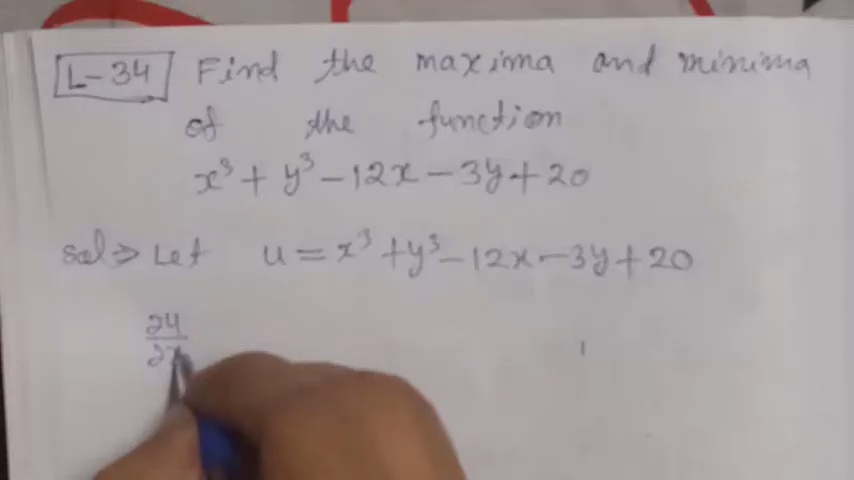 L-34 Find the maxima and minima
of the function
x³ + y³ - 12x - 3y + 20
Sol => Let u = x³ + y³ - 12x - 3y + 20
∂u
∂x